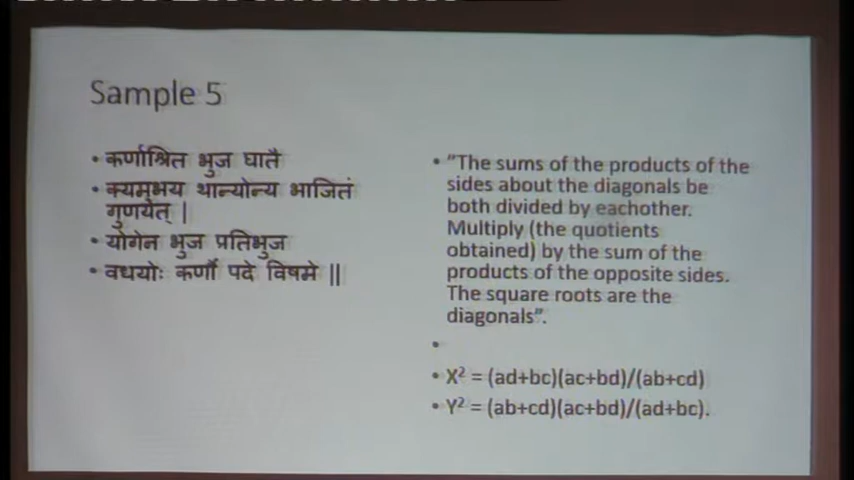 Sample 5
• कर्णाश्रित भुज घातै
• क्यमुभय थान्योन्य भाजितं
गुणयेत् |
• योगेन भुज प्रतिभुज
• वधयोः कर्णौ पदे विषमे ||
• "The sums of the products of the
sides about the diagonals be
both divided by eachother.
Multiply (the quotients
obtained) by the sum of the
products of the opposite sides.
The square roots are the
diagonals".
•
• X² = (ad+bc)(ac+bd)/(ab+cd)
• Y² = (ab+cd)(ac+bd)/(ad+bc).